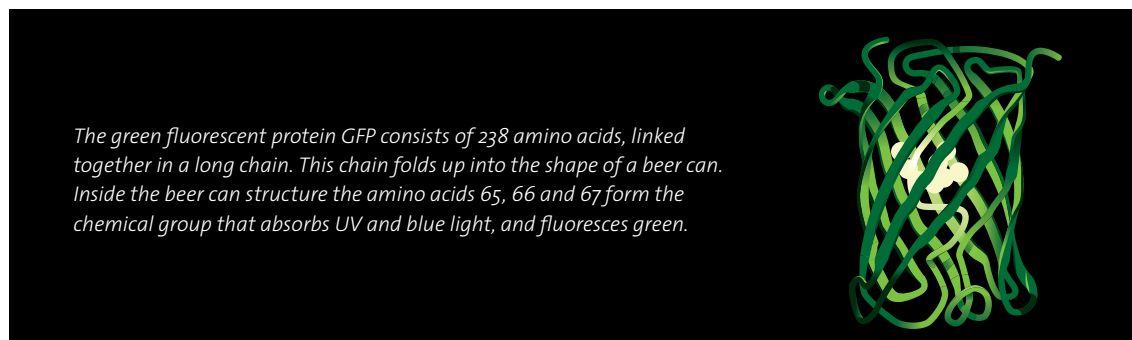 The green fluorescent protein GFP consists of 238 amino acids, linked
together in a long chain. This chain folds up into the shape of a beer can.
Inside the beer can structure the amino acids 65, 66 and 67 form the
chemical group that absorbs UV and blue light, and fluoresces green.